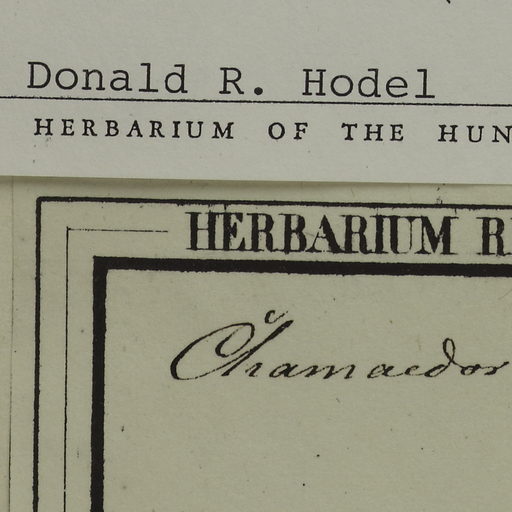 Donald R. Hodel
HERBARIUM OF THE HUN
HERBARIUM R
Chamaedor